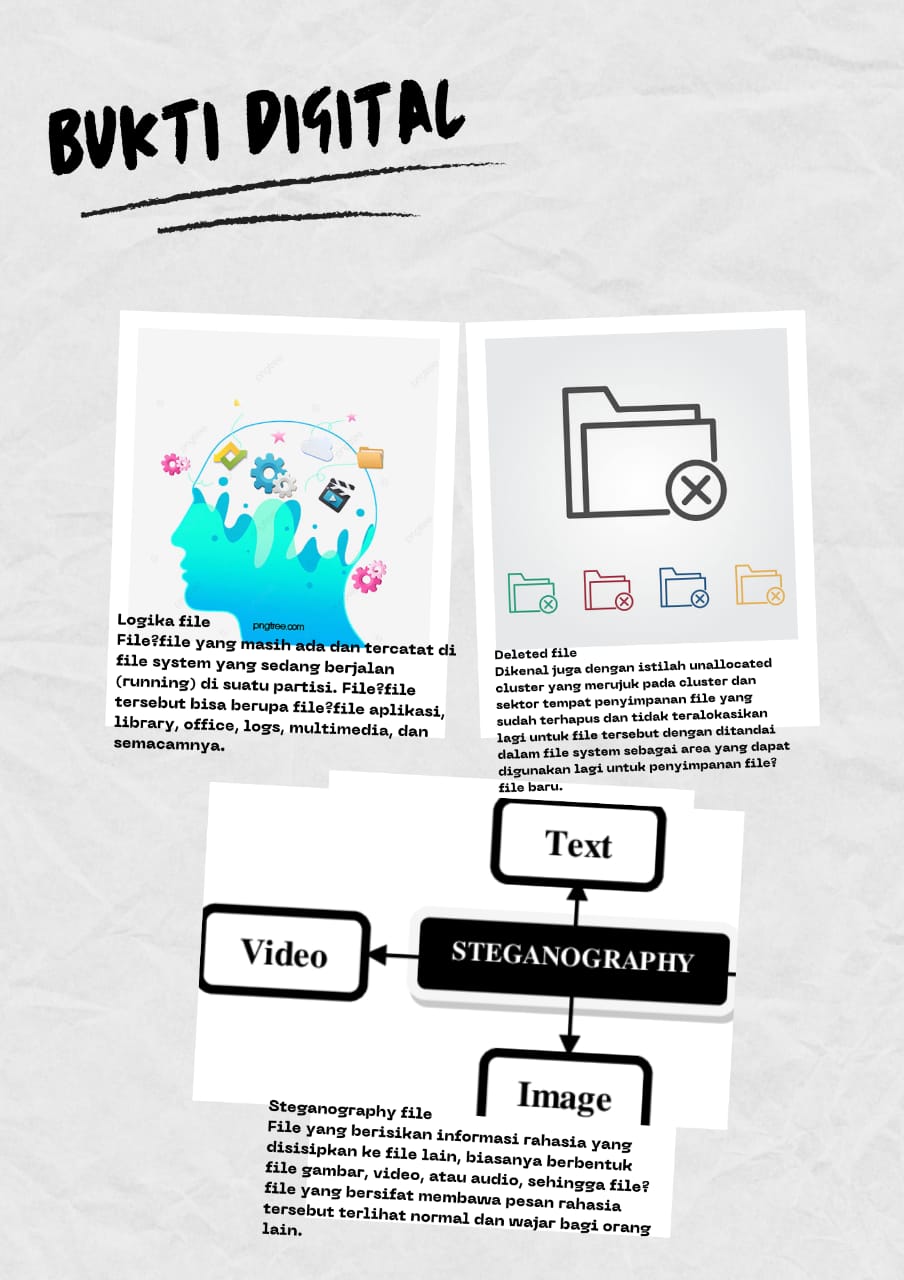 BUKTI DIGITAL
pngtree
pngtree
pngtree.com
Logika file
File?file yang masih ada dan tercatat di
file system yang sedang berjalan
(running) di suatu partisi. File?file
tersebut bisa berupa file?file aplikasi,
library, office, logs, multimedia, dan
semacamnya.
Deleted file
Dikenal juga dengan istilah unallocated
cluster yang merujuk pada cluster dan
sektor tempat penyimpanan file yang
sudah terhapus dan tidak teralokasikan
lagi untuk file tersebut dengan ditandai
dalam file system sebagai area yang dapat
digunakan lagi untuk penyimpanan file?
file baru.
Text
Video
STEGANOGRAPHY
Image
Steganography file
File yang berisikan informasi rahasia yang
disisipkan ke file lain, biasanya berbentuk
file gambar, video, atau audio, sehingga file?
file yang bersifat membawa pesan rahasia
tersebut terlihat normal dan wajar bagi orang
lain.